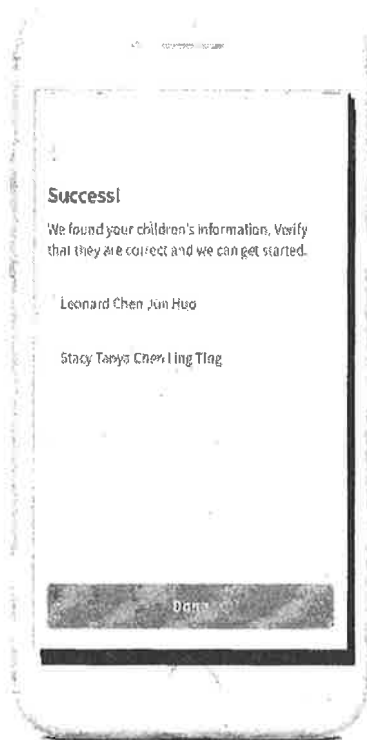 Success!
We found your children's information. Verify
that they are correct and we can get started.
Leonard Chen Jun Huo
Stacy Tanya Chen Ling Ting
Done